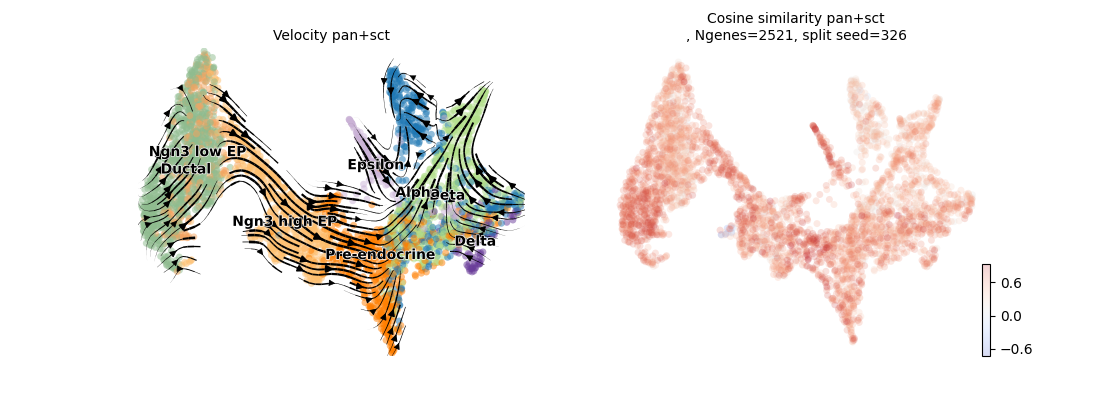 Velocity pan+sct
Ngn3 low EP
Ductal
Epsilon
Alpha
eta
Ngn3 high EP
Delta
Pre-endocrine
Cosine similarity pan+sct
, Ngenes=2521, split seed=326
0.6
0.0
−0.6